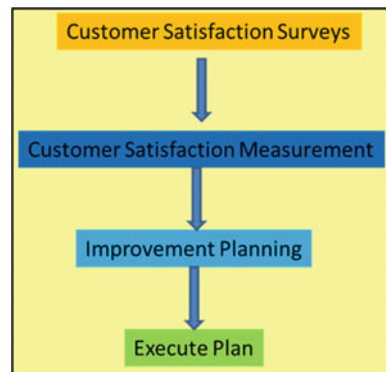 Customer Satisfaction Surveys
Customer Satisfaction Measurement
Improvement Planning
Execute Plan